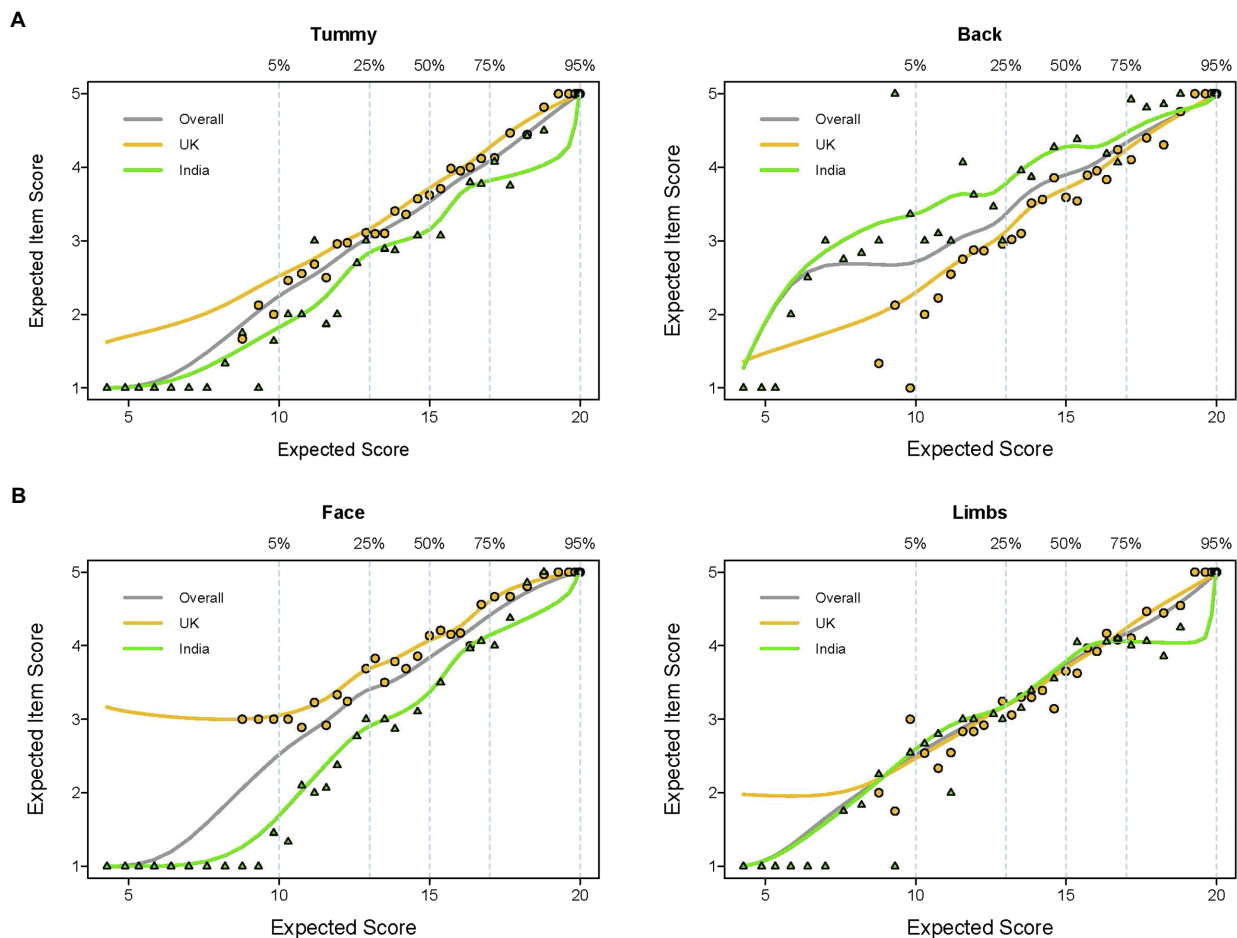 A
Tummy
5% 25% 50% 75% 95%
5
4
3
2
1
Expected Item Score
Overall
UK
India
5 10 15 20
Expected Score
Back
5% 25% 50% 75% 95%
5
4
3
2
1
Expected Item Score
Overall
UK
India
5 10 15 20
Expected Score
B
Face
5% 25% 50% 75% 95%
5
4
3
2
1
Expected Item Score
Overall
UK
India
5 10 15 20
Expected Score
Limbs
5% 25% 50% 75% 95%
5
4
3
2
1
Expected Item Score
Overall
UK
India
5 10 15 20
Expected Score